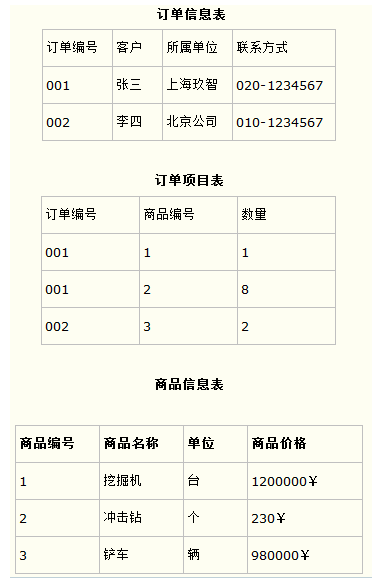 订单信息表
订单编号 客户 所属单位 联系方式
001 张三 上海玖智 020-1234567
002 李四 北京公司 010-1234567
订单项目表
订单编号 商品编号 数量
001 1 1
001 2 8
002 3 2
商品信息表
商品编号 商品名称 单位 商品价格
1 挖掘机 台 1200000￥
2 冲击钻 个 230￥
3 铲车 辆 980000￥